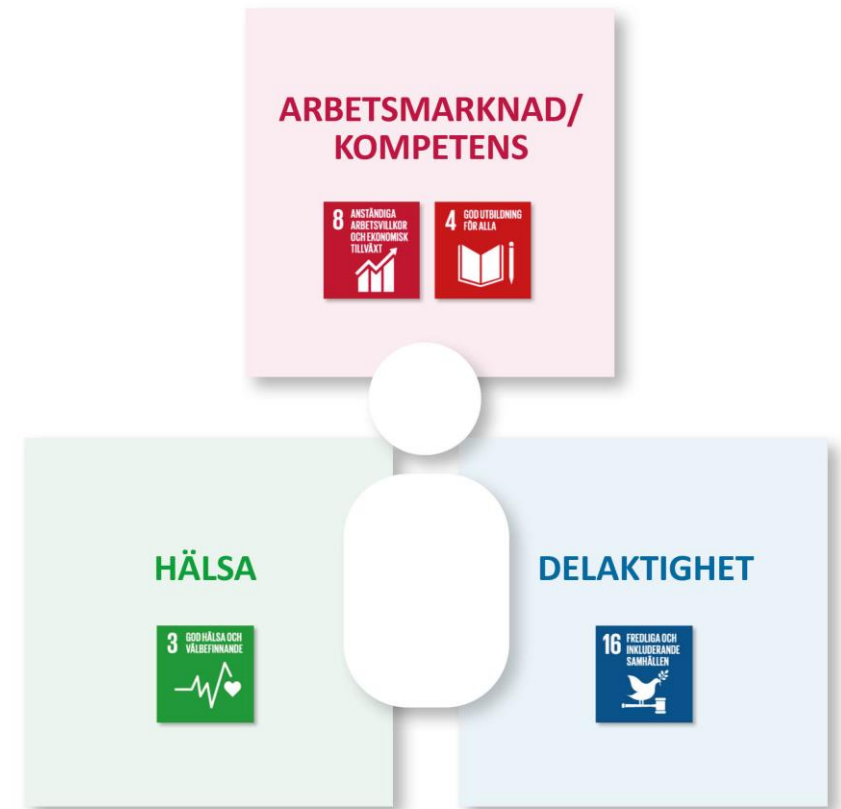 ARBETSMARKNAD/
KOMPETENS
8 ANSTÄNDIGA
ARBETSVILLKOR
OCH EKONOMISK
TILLVÄXT
4 GOD UTBILDNING
FÖR ALLA
HÄLSA
3 GOD HÄLSA OCH
VÄLBEFINNANDE
DELAKTIGHET
16 FREDLIGA OCH
INKLUDERANDE
SAMHÄLLEN